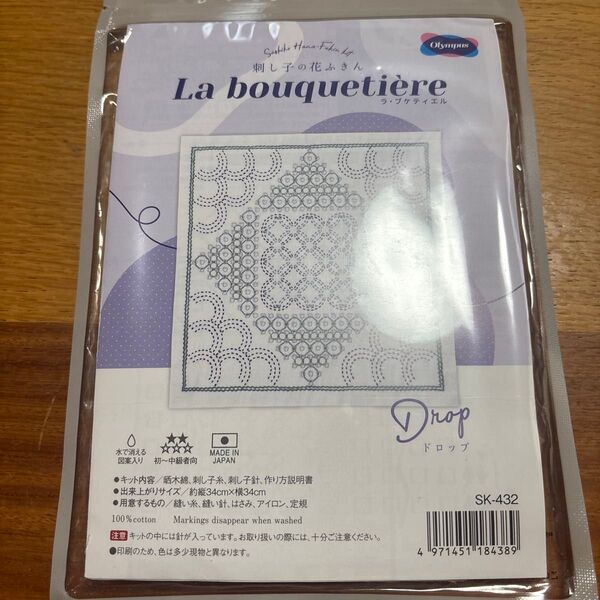 Sashiko Hana-Fukin kit
Olympus
刺し子の花ふきん
La bouquetière
ラ・ブケティエル
Drop
ドロップ
水で消える
図案入り
初〜中級者向
MADE IN
JAPAN
●キット内容／晒木綿、刺し子糸、刺し子針、作り方説明書
●出来上がりサイズ／約縦34cm×横34cm
●用意するもの／縫い糸、縫い針、はさみ、アイロン、定規
100%cotton Markings disappear when washed
注意 キットの中には針が入っています。お取り扱いの際には、十分ご注意ください。
●印刷のため、色は多少現物と異なります。
SK-432
4 971451 184389